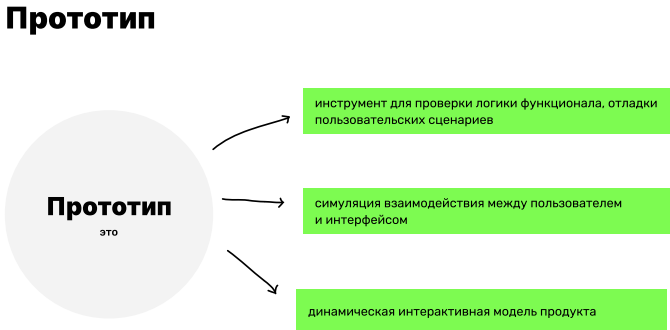 Прототип
инструмент для проверки логики функционала, отладки
пользовательских сценариев
Прототип
это
симуляция взаимодействия между пользователем
и интерфейсом
динамическая интерактивная модель продукта